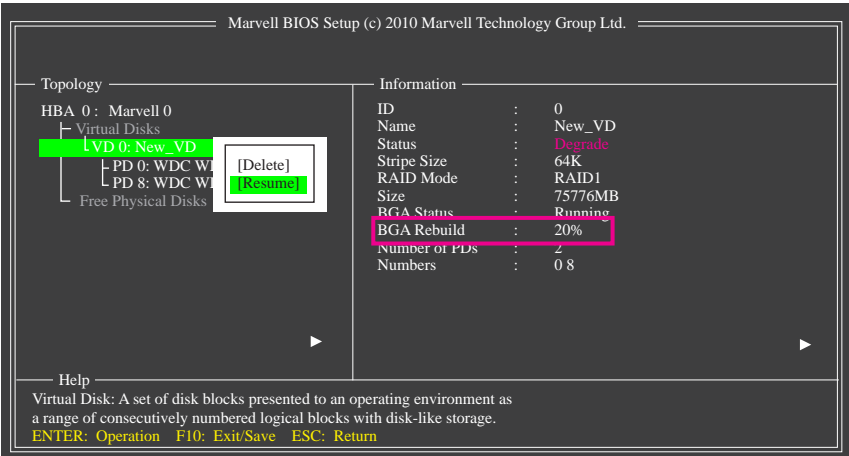 Marvell BIOS Setup (c) 2010 Marvell Technology Group Ltd.
Topology
HBA 0 : Marvell 0
Virtual Disks
VD 0: New_VD
PD 0: WDC
PD 8: WDC
Free Physical Disks
[Delete]
[Resume]
Information
ID : 0
Name : New_VD
Status : Degrade
Stripe Size : 64K
RAID Mode : RAID1
Size : 75776MB
BGA Status : Running
BGA Rebuild : 20%
Number of PDs : 2
Numbers : 0 8
Help
Virtual Disk: A set of disk blocks presented to an operating environment as
a range of consecutively numbered logical blocks with disk-like storage.
ENTER: Operation F10: Exit/Save ESC: Return